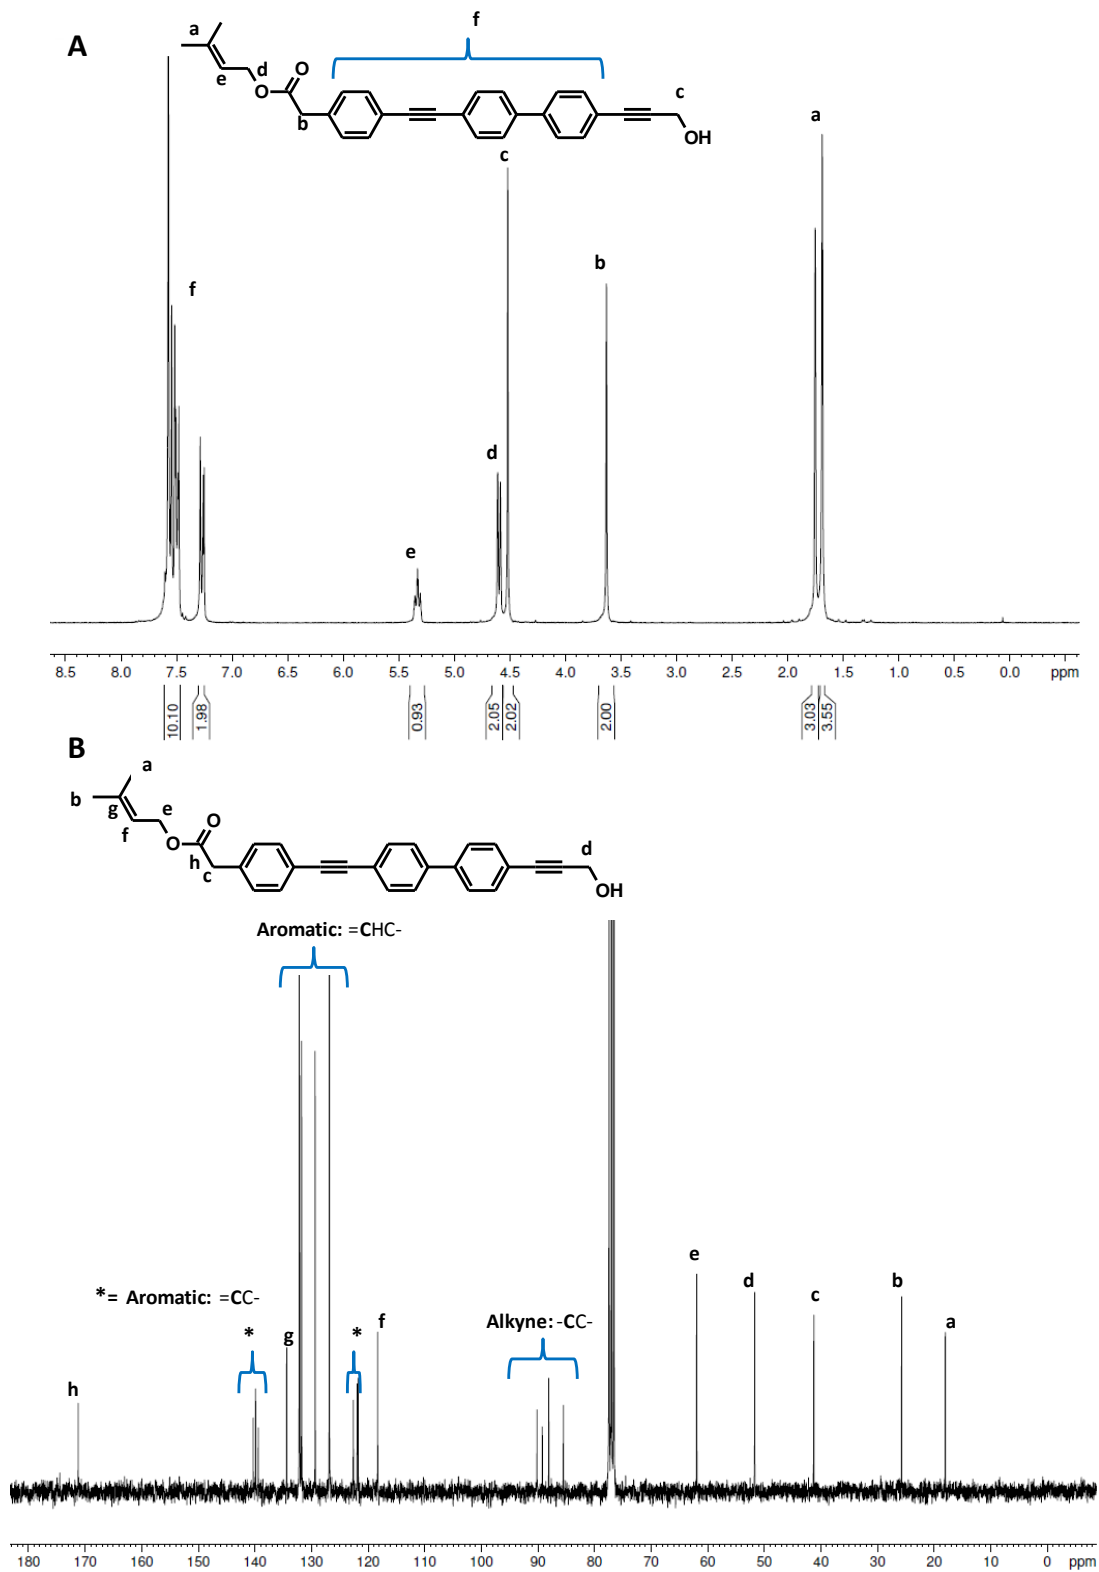 A
f
a
e
d
O
O
b
c
OH
a
c
b
f
d
e
8.5 8.0 7.5 7.0 6.5 6.0 5.5 5.0 4.5 4.0 3.5 3.0 2.5 2.0 1.5 1.0 0.5 0.0 ppm
10.10 1.98 0.93 2.05 2.02 2.00 3.03 3.55
B
a
b
g
e
f
O
O
h
c
d
OH
Aromatic: =CHC-
*= Aromatic: =CC-
Alkyne: -CC-
h
*
g
*
f
e
d
c
b
a
180 170 160 150 140 130 120 110 100 90 80 70 60 50 40 30 20 10 0 ppm